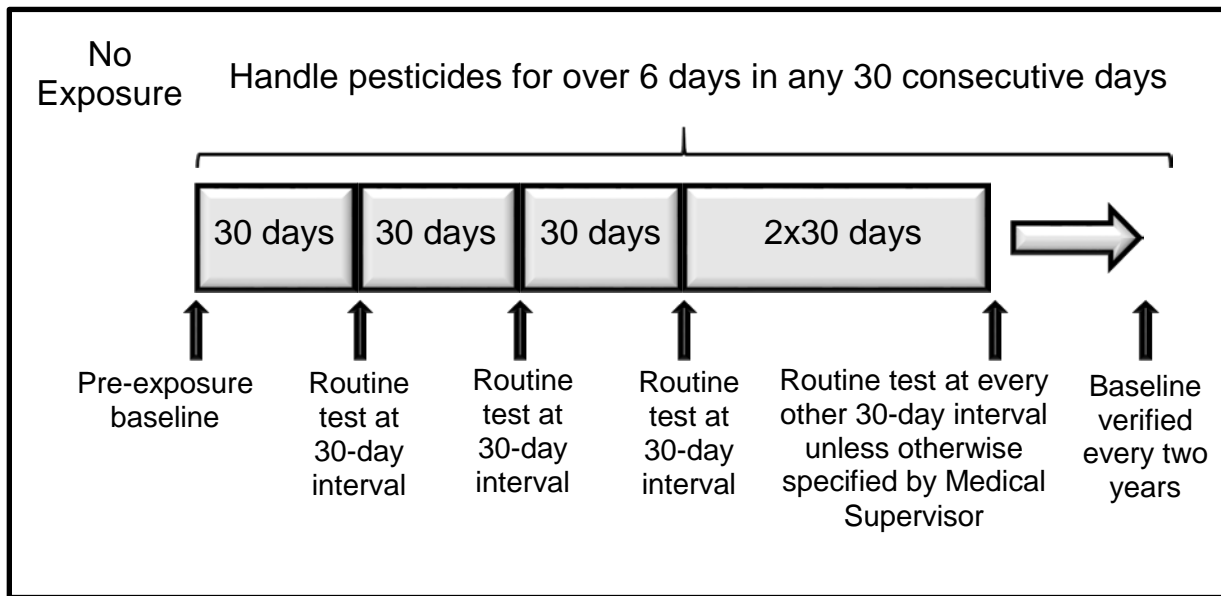 No
Exposure
Handle pesticides for over 6 days in any 30 consecutive days
30 days
30 days
30 days
2x30 days
Pre-exposure
baseline
Routine
test at
30-day
interval
Routine
test at
30-day
interval
Routine
test at
30-day
interval
Routine test at every
other 30-day interval
unless otherwise
specified by Medical
Supervisor
Baseline
verified
every two
years